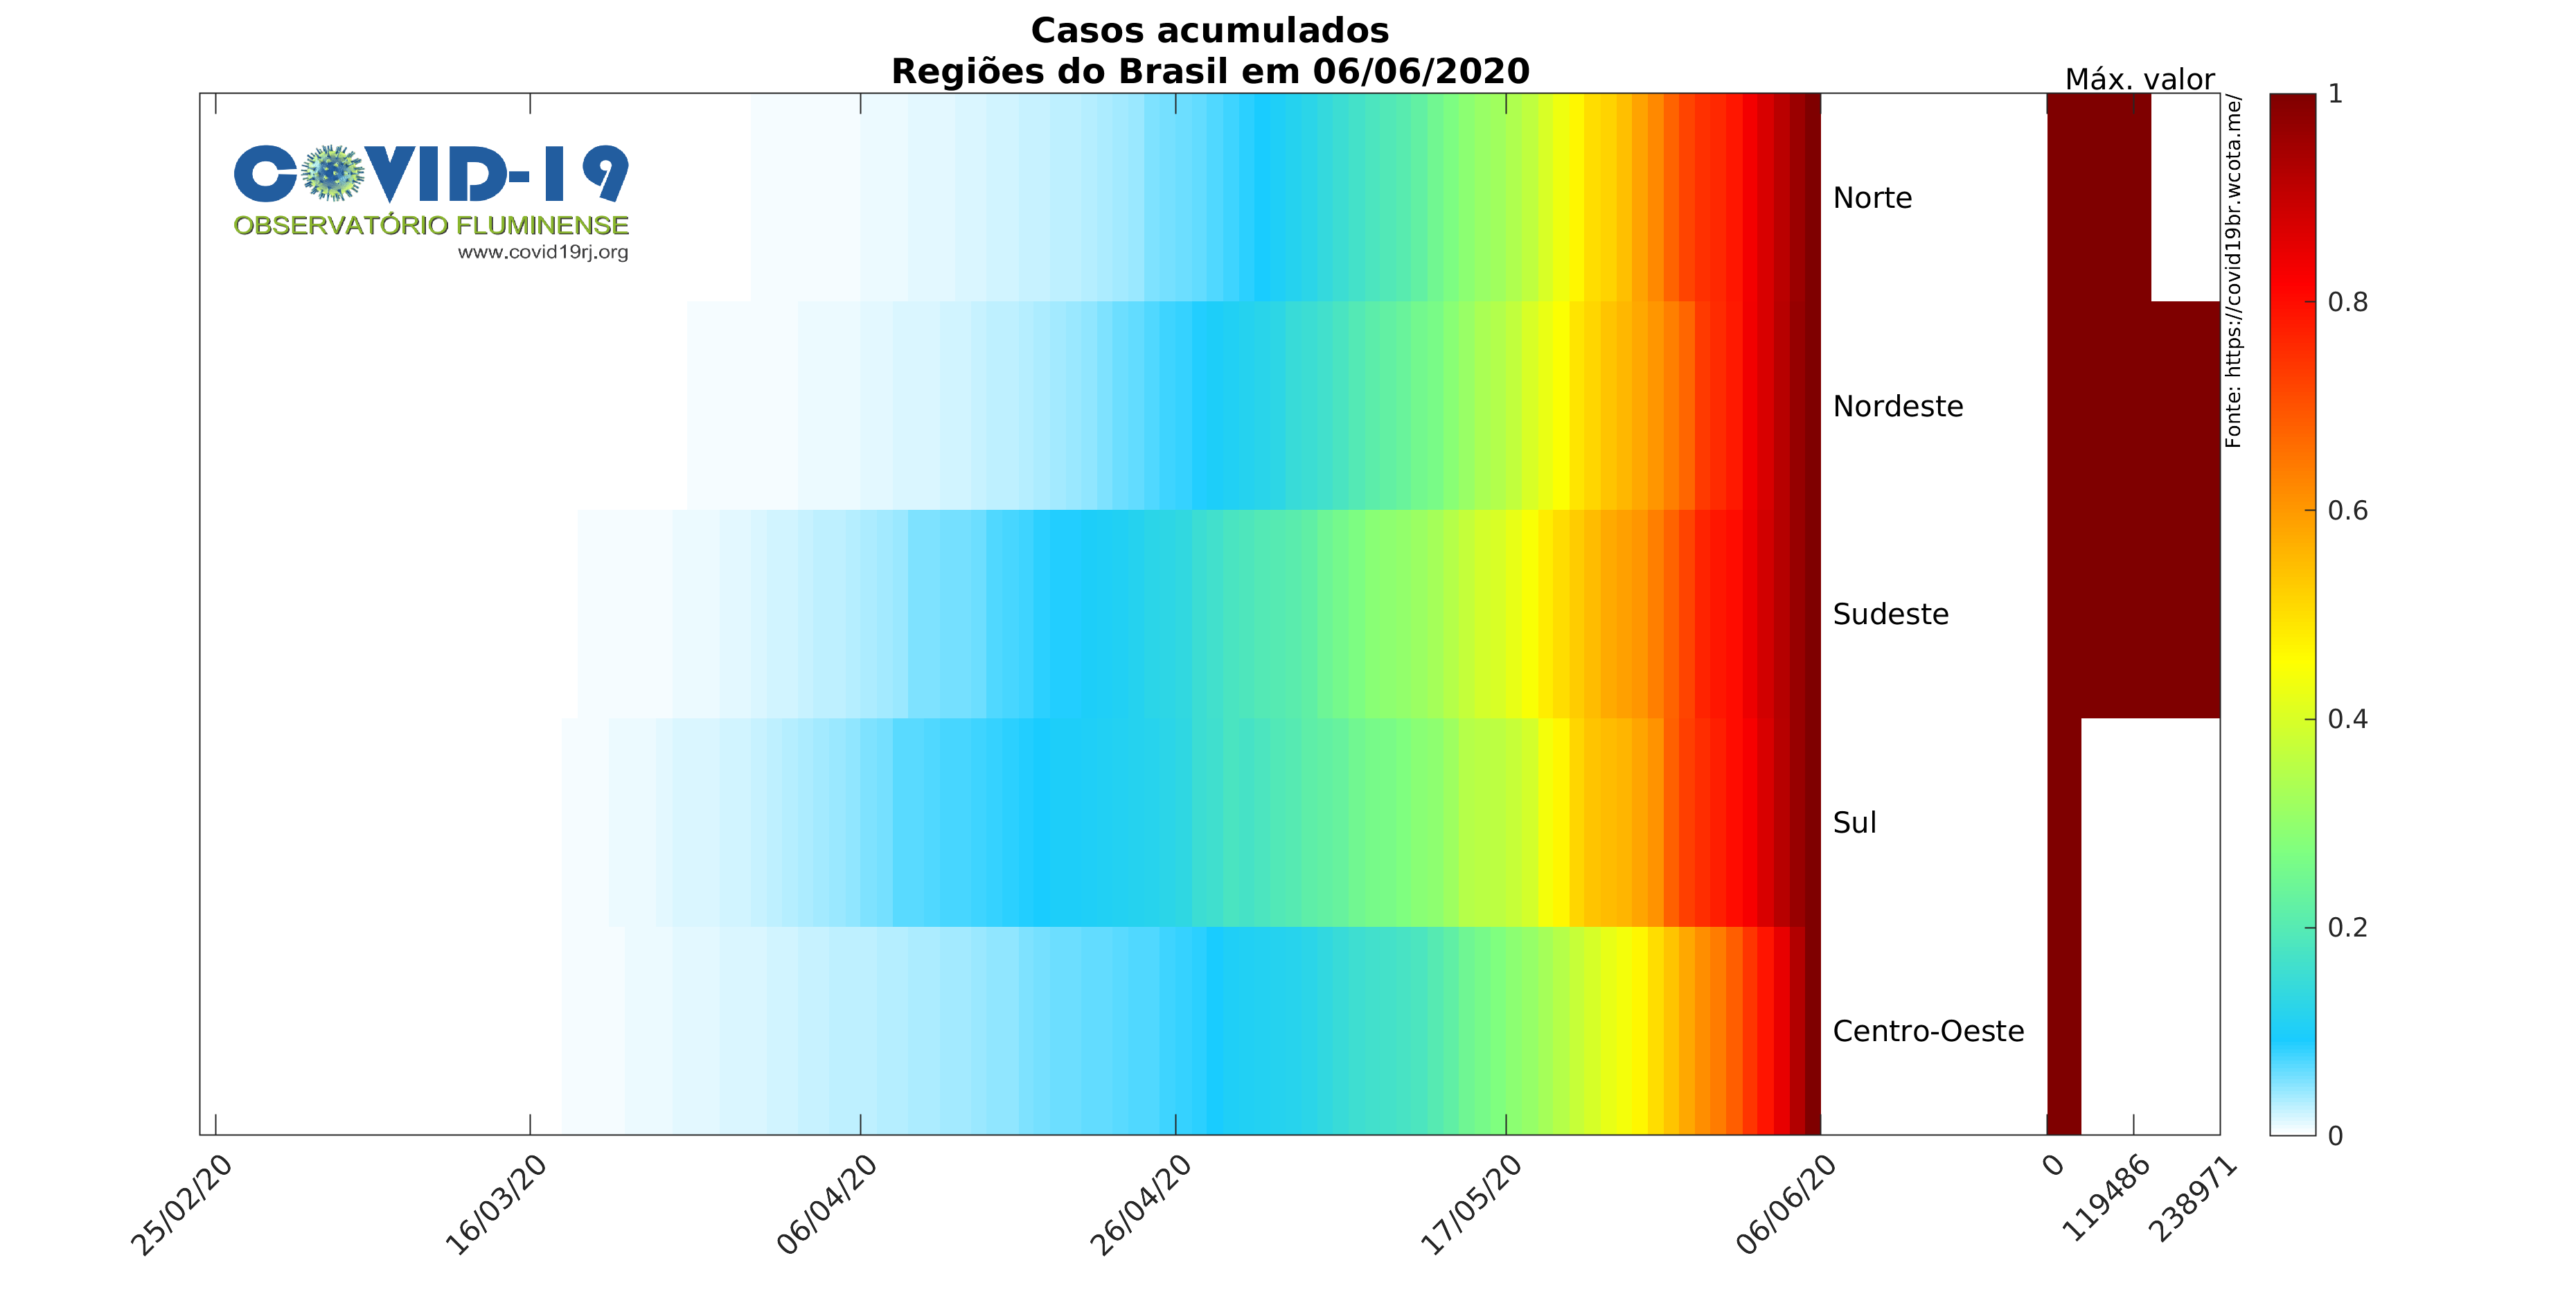 Casos acumulados
Regiões do Brasil em 06/06/2020
Máx. valor
COVID-19
OBSERVATÓRIO FLUMINENSE
www.covid19rj.org
Norte
Nordeste
Sudeste
Sul
Centro-Oeste
Fonte: https://covid19br.wcota.me/
1
0.8
0.6
0.4
0.2
0
25/02/20
16/03/20
06/04/20
26/04/20
17/05/20
06/06/20
0
119486
238971